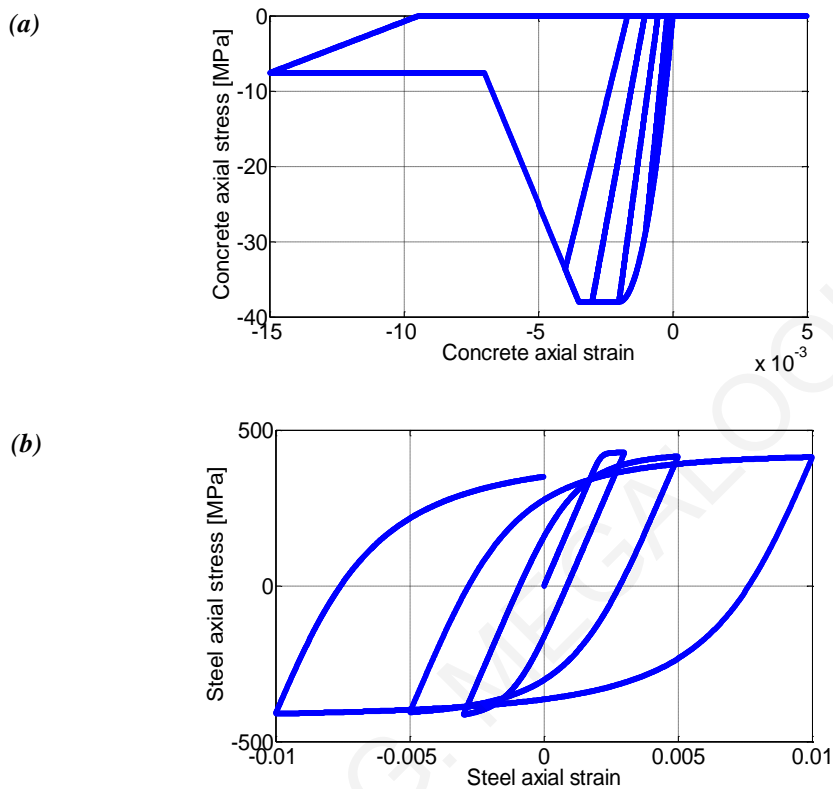 (a)
Concrete axial stress [MPa]
0
-10
-20
-30
-40
-15
-10
-5
0
5
Concrete axial strain
x 10⁻³
(b)
Steel axial stress [MPa]
500
0
-500
-0.01
-0.005
0
0.005
0.01
Steel axial strain
G. MEGALOO